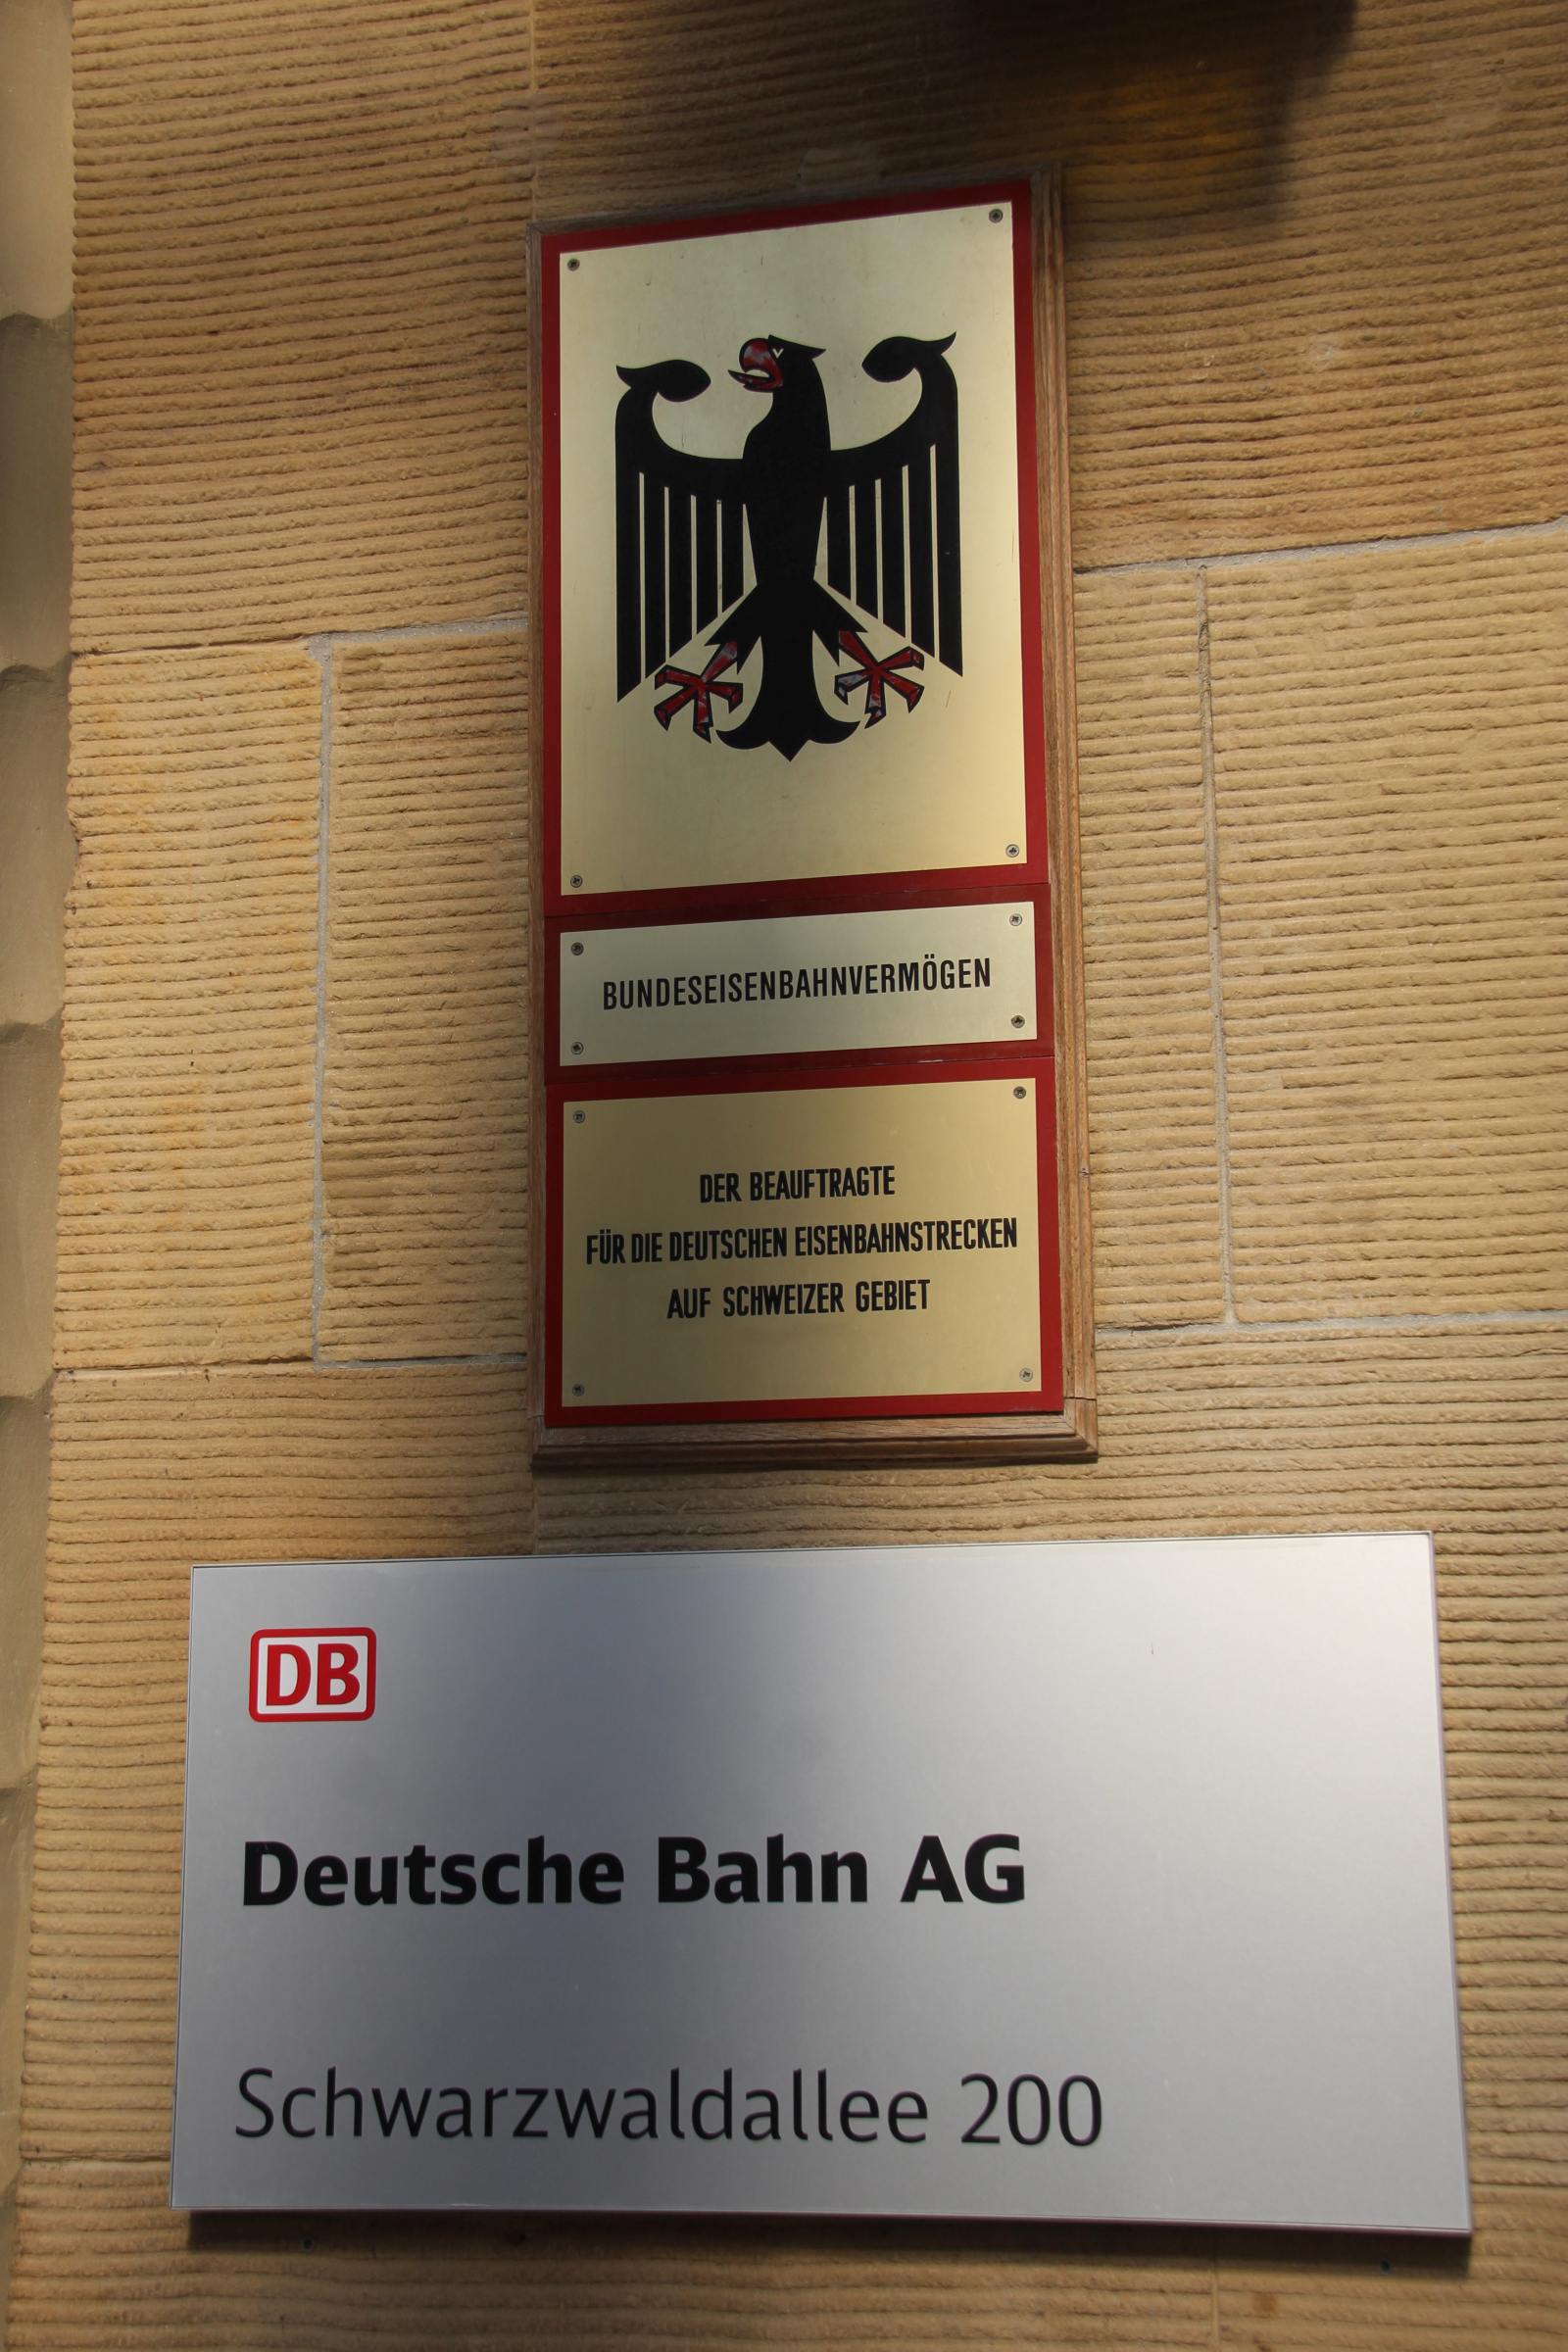 BUNDESEISENBAHNVERMÖGEN
DER BEAUFTRAGTE
FÜR DIE DEUTSCHEN EISENBAHNSTRECKEN
AUF SCHWEIZER GEBIET
DB
Deutsche Bahn AG
Schwarzwaldallee 200